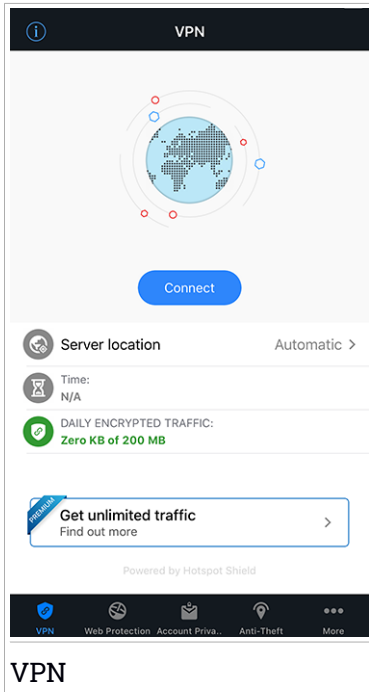 VPN
Connect
Server location
Automatic >
Time:
N/A
DAILY ENCRYPTED TRAFFIC:
Zero KB of 200 MB
PREMIUM
Get unlimited traffic
Find out more
Powered by Hotspot Shield
VPN
Web Protection
Account Priva..
Anti-Theft
More
VPN